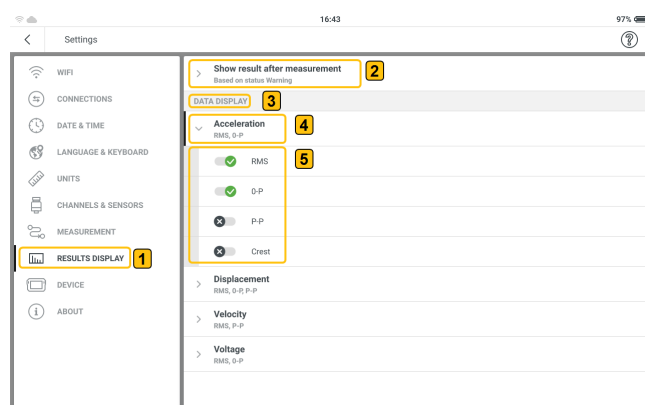 16:43
97%
Settings
WIFI
CONNECTIONS
DATE & TIME
LANGUAGE & KEYBOARD
UNITS
CHANNELS & SENSORS
MEASUREMENT
RESULTS DISPLAY 1
DEVICE
ABOUT
Show result after measurement 2
Based on status Warning
DATA DISPLAY 3
Acceleration 4
RMS, 0-P
RMS 5
0-P
P-P
Crest
Displacement
RMS, 0-P, P-P
Velocity
RMS, P-P
Voltage
RMS, 0-P